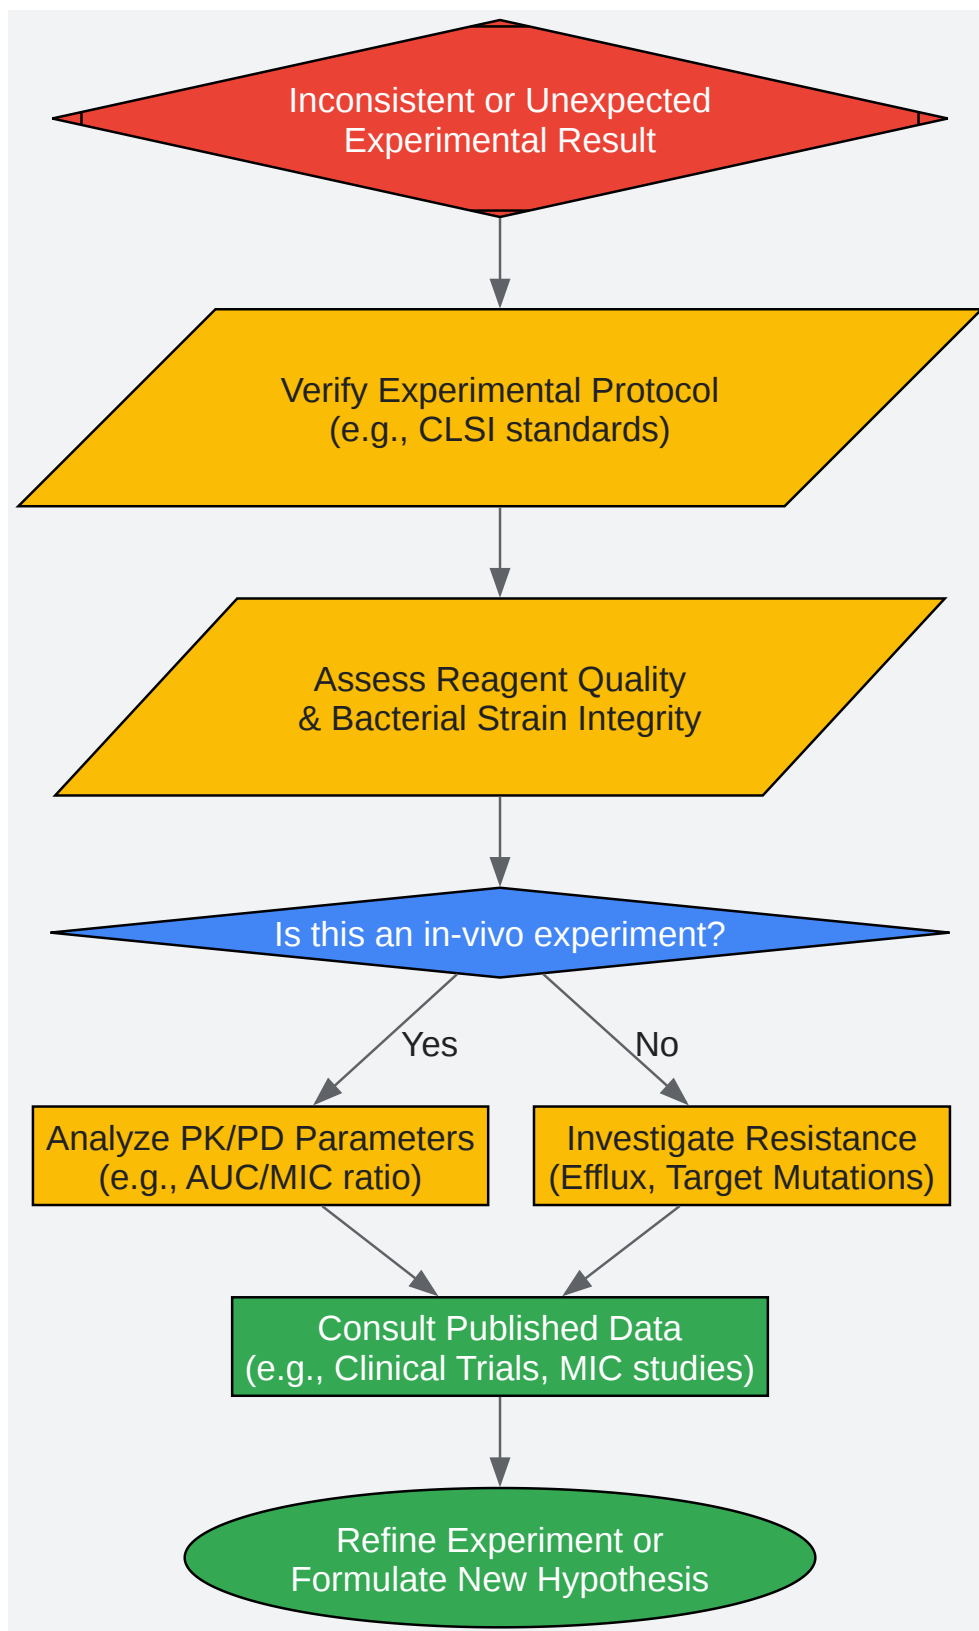 Inconsistent or Unexpected
Experimental Result
Verify Experimental Protocol
(e.g., CLSI standards)
Assess Reagent Quality
& Bacterial Strain Integrity
Is this an in-vivo experiment?
Yes
No
Analyze PK/PD Parameters
(e.g., AUC/MIC ratio)
Investigate Resistance
(Efflux, Target Mutations)
Consult Published Data
(e.g., Clinical Trials, MIC studies)
Refine Experiment or
Formulate New Hypothesis